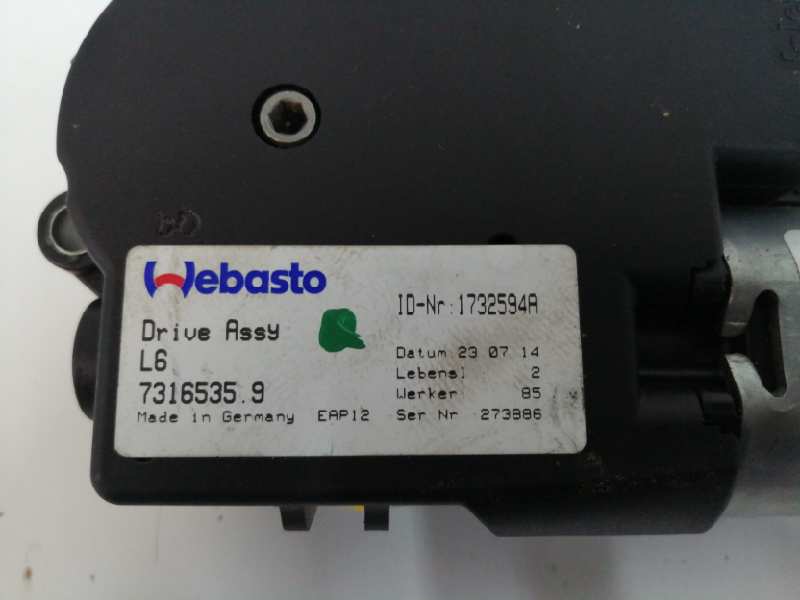 Webasto
ID-Nr:1732594A
Drive Assy
L6
7316535.9
Datum 23 07 14
Lebensl 2
Werker 85
Made in Germany EAP12 Ser Nr 273886